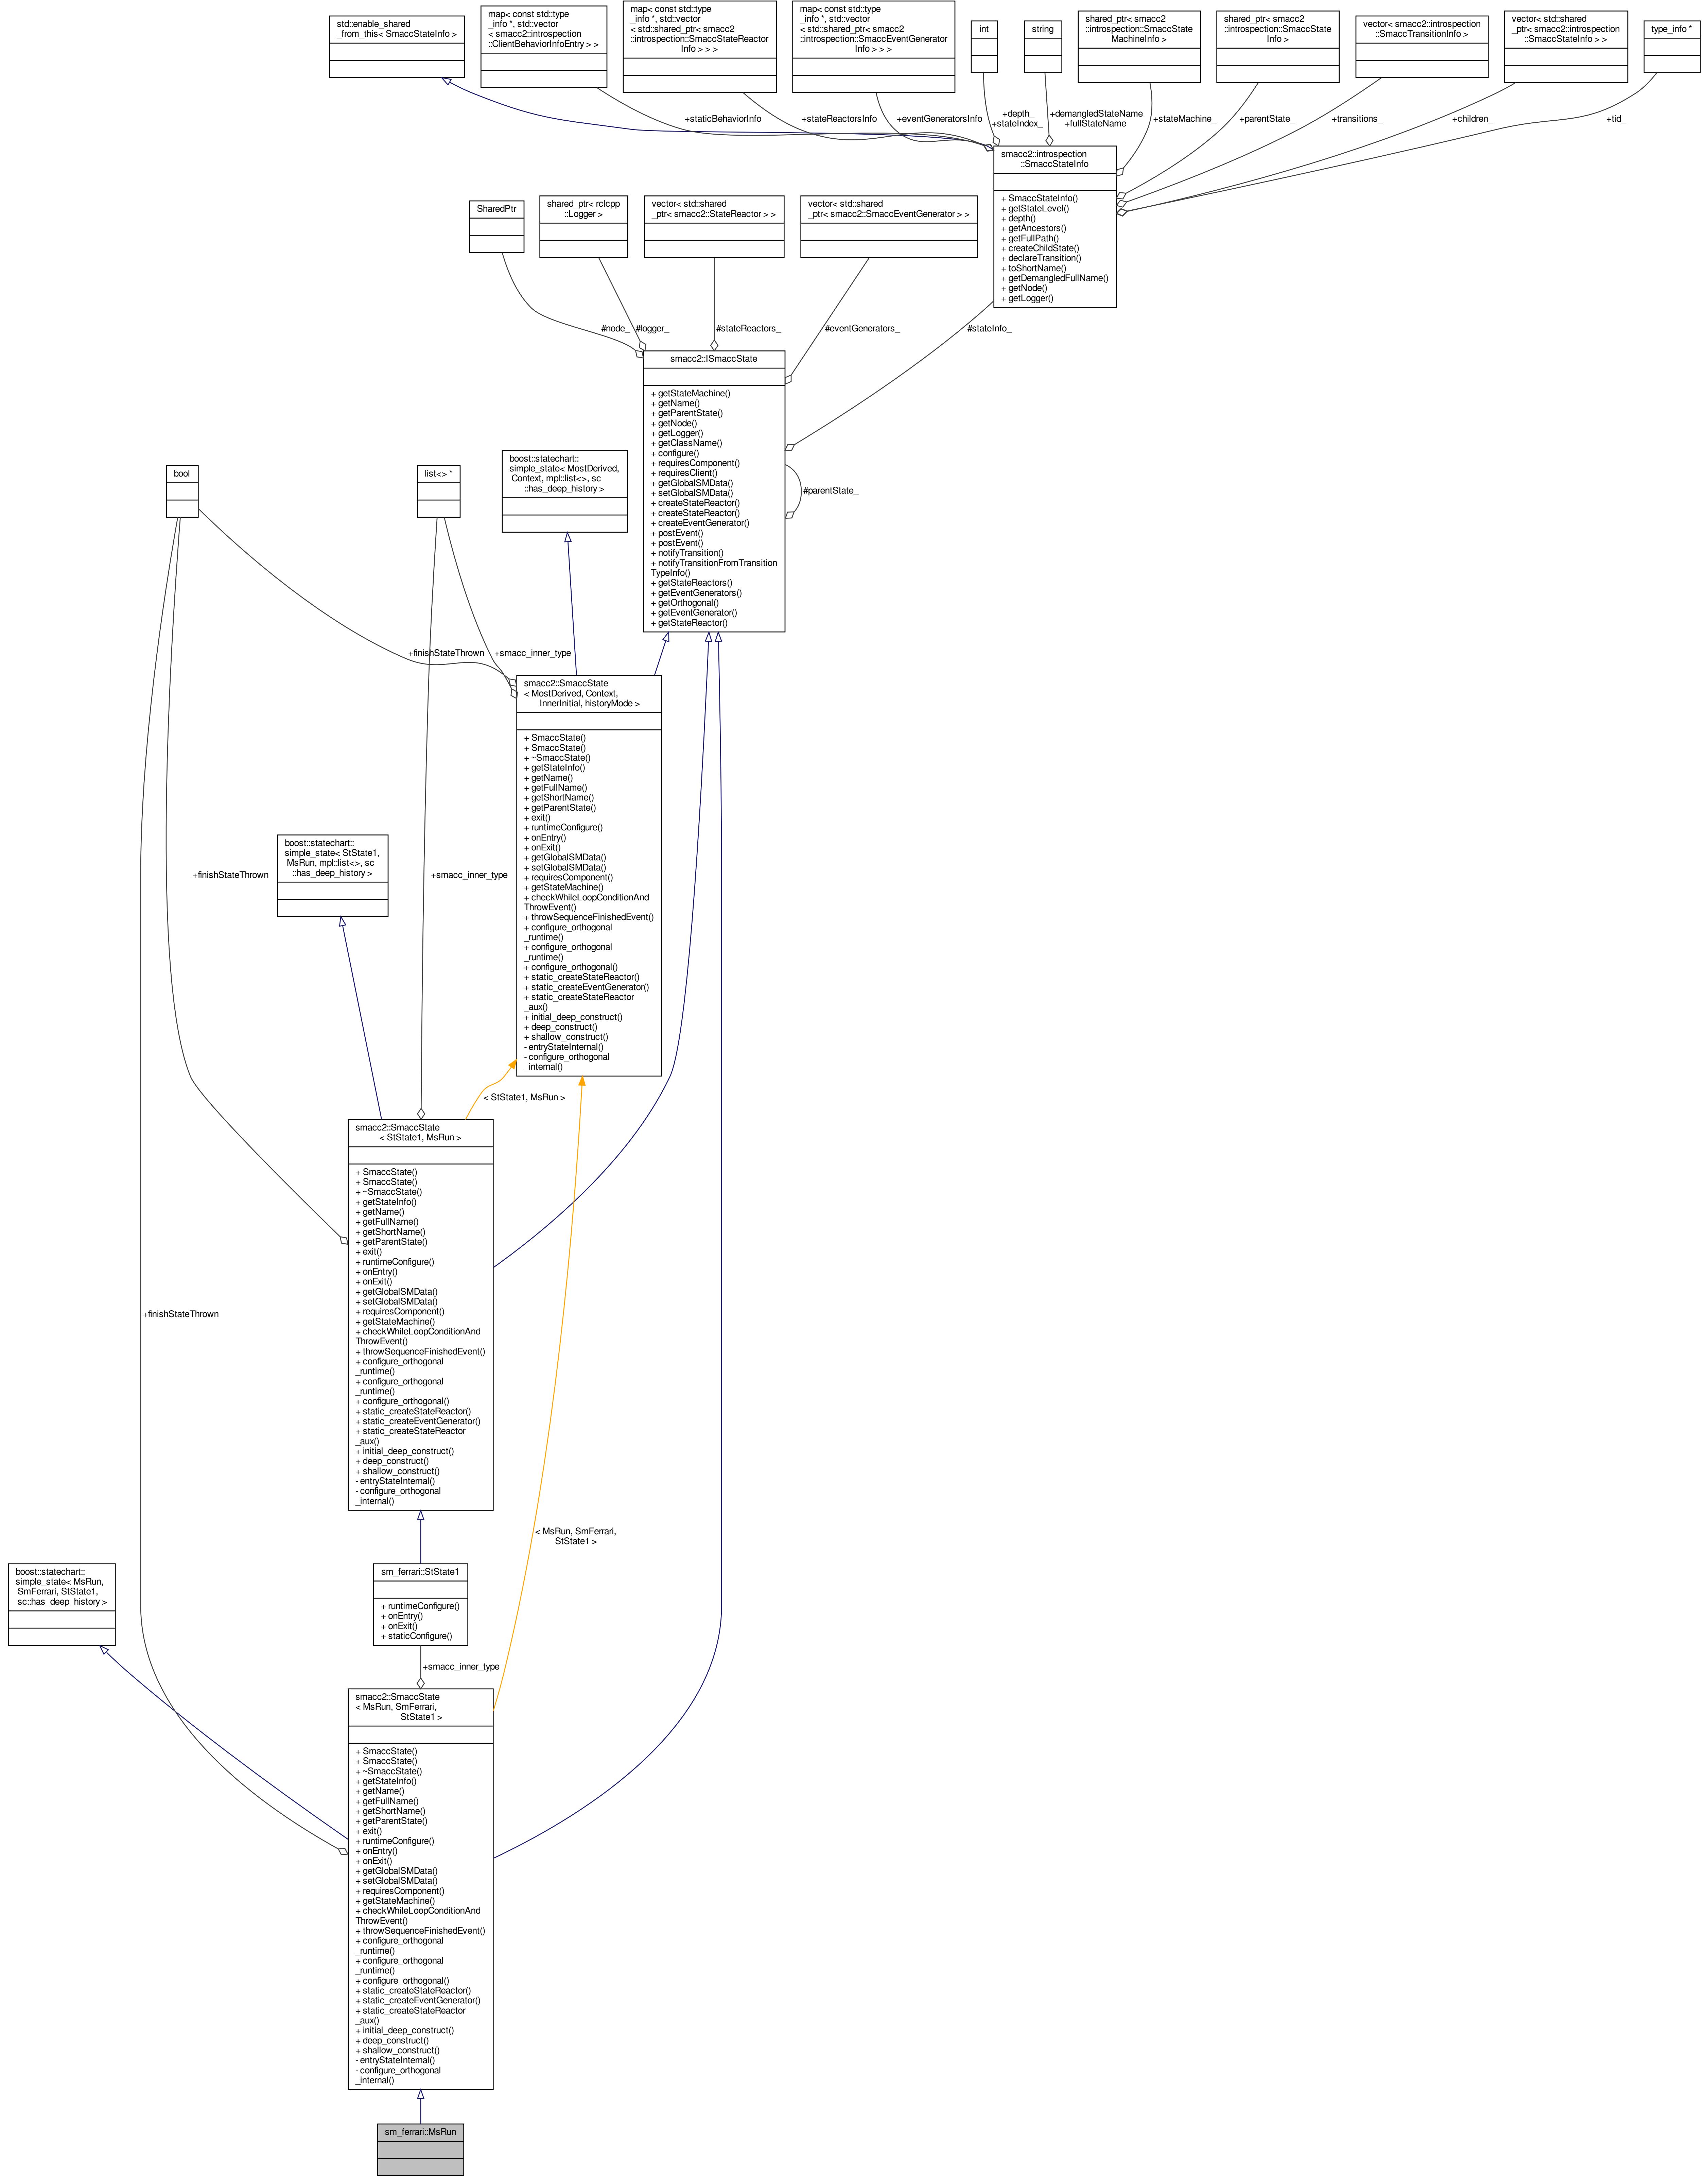 std::enable_shared
_from_this< SmaccStateInfo >
map< const std::type
_info *, std::vector
< smacc2::introspection
::ClientBehaviorInfoEntry > >
map< const std::type
_info *, std::vector
< std::shared_ptr< smacc2
::introspection::SmaccStateReactor
Info > > >
map< const std::type
_info *, std::vector
< std::shared_ptr< smacc2
::introspection::SmaccEventGenerator
Info > > >
int
string
shared_ptr< smacc2
::introspection::SmaccState
MachineInfo >
shared_ptr< smacc2
::introspection::SmaccState
Info >
vector< smacc2::introspection
::SmaccTransitionInfo >
vector< std::shared
_ptr< smacc2::introspection
::SmaccStateInfo > >
type_info *
+staticBehaviorInfo
+stateReactorsInfo
+eventGeneratorsInfo
+depth_
+stateIndex_
+demangledStateName
+fullStateName
+stateMachine_
+parentState_
+transitions_
+children_
+tid_
smacc2::introspection
::SmaccStateInfo
+ SmaccStateInfo()
+ getStateLevel()
+ depth()
+ getAncestors()
+ getFullPath()
+ createChildState()
+ declareTransition()
+ toShortName()
+ getDemangledFullName()
+ getNode()
+ getLogger()
SharedPtr
shared_ptr< rclcpp
::Logger >
vector< std::shared
_ptr< smacc2::StateReactor > >
vector< std::shared
_ptr< smacc2::SmaccEventGenerator > >
#node_
#logger_
#stateReactors_
#eventGenerators_
#stateInfo_
smacc2::ISmaccState
+ getStateMachine()
+ getName()
+ getParentState()
+ getNode()
+ getLogger()
+ getClassName()
+ configure()
+ requiresComponent()
+ requiresClient()
+ getGlobalSMData()
+ setGlobalSMData()
+ createStateReactor()
+ createStateReactor()
+ createEventGenerator()
+ postEvent()
+ postEvent()
+ notifyTransition()
+ notifyTransitionFromTransition
TypeInfo()
+ getStateReactors()
+ getEventGenerators()
+ getOrthogonal()
+ getEventGenerator()
+ getStateReactor()
#parentState_
bool
list<> *
boost::statechart::
simple_state< MostDerived,
Context, mpl::list<>, sc
::has_deep_history >
+finishStateThrown
+smacc_inner_type
smacc2::SmaccState
< MostDerived, Context,
InnerInitial, historyMode >
+ SmaccState()
+ SmaccState()
+ ~SmaccState()
+ getStateInfo()
+ getName()
+ getFullName()
+ getShortName()
+ getParentState()
+ exit()
+ runtimeConfigure()
+ onEntry()
+ onExit()
+ getGlobalSMData()
+ setGlobalSMData()
+ requiresComponent()
+ getStateMachine()
+ checkWhileLoopConditionAnd
ThrowEvent()
+ throwSequenceFinishedEvent()
+ configure_orthogonal
_runtime()
+ configure_orthogonal
_runtime()
+ configure_orthogonal()
+ static_createStateReactor()
+ static_createEventGenerator()
+ static_createStateReactor
_aux()
+ initial_deep_construct()
+ deep_construct()
+ shallow_construct()
- entryStateInternal()
- configure_orthogonal
_internal()
boost::statechart::
simple_state< StState1,
MsRun, mpl::list<>, sc
::has_deep_history >
+finishStateThrown
+smacc_inner_type
< StState1, MsRun >
smacc2::SmaccState
< StState1, MsRun >
+ SmaccState()
+ SmaccState()
+ ~SmaccState()
+ getStateInfo()
+ getName()
+ getFullName()
+ getShortName()
+ getParentState()
+ exit()
+ runtimeConfigure()
+ onEntry()
+ onExit()
+ getGlobalSMData()
+ setGlobalSMData()
+ requiresComponent()
+ getStateMachine()
+ checkWhileLoopConditionAnd
ThrowEvent()
+ throwSequenceFinishedEvent()
+ configure_orthogonal
_runtime()
+ configure_orthogonal
_runtime()
+ configure_orthogonal()
+ static_createStateReactor()
+ static_createEventGenerator()
+ static_createStateReactor
_aux()
+ initial_deep_construct()
+ deep_construct()
+ shallow_construct()
- entryStateInternal()
- configure_orthogonal
_internal()
+finishStateThrown
< MsRun, SmFerrari,
StState1 >
boost::statechart::
simple_state< MsRun,
SmFerrari, StState1,
sc::has_deep_history >
sm_ferrari::StState1
+ runtimeConfigure()
+ onEntry()
+ onExit()
+ staticConfigure()
+smacc_inner_type
smacc2::SmaccState
< MsRun, SmFerrari,
StState1 >
+ SmaccState()
+ SmaccState()
+ ~SmaccState()
+ getStateInfo()
+ getName()
+ getFullName()
+ getShortName()
+ getParentState()
+ exit()
+ runtimeConfigure()
+ onEntry()
+ onExit()
+ getGlobalSMData()
+ setGlobalSMData()
+ requiresComponent()
+ getStateMachine()
+ checkWhileLoopConditionAnd
ThrowEvent()
+ throwSequenceFinishedEvent()
+ configure_orthogonal
_runtime()
+ configure_orthogonal
_runtime()
+ configure_orthogonal()
+ static_createStateReactor()
+ static_createEventGenerator()
+ static_createStateReactor
_aux()
+ initial_deep_construct()
+ deep_construct()
+ shallow_construct()
- entryStateInternal()
- configure_orthogonal
_internal()
sm_ferrari::MsRun